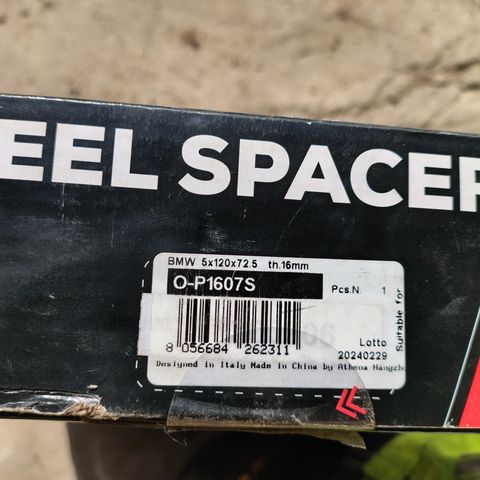 EEL SPACER
BMW 5x120x72.5 th.16mm
O-P1607S
Pcs.N. 1
Suitable for
8 056684 262311
Lotto
20240229
Designed in Italy Made in China by Athena Hangzho